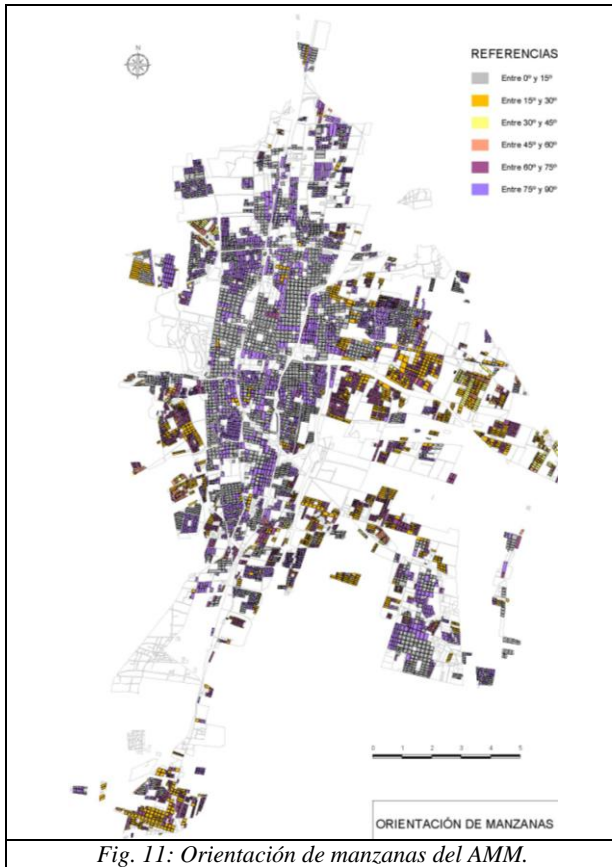 N
REFERENCIAS
Entre 0º y 15º
Entre 15º y 30º
Entre 30º y 45º
Entre 45º y 60º
Entre 60º y 75º
Entre 75º y 90º
0 1 2 3 4 5
ORIENTACIÓN DE MANZANAS
Fig. 11: Orientación de manzanas del AMM.